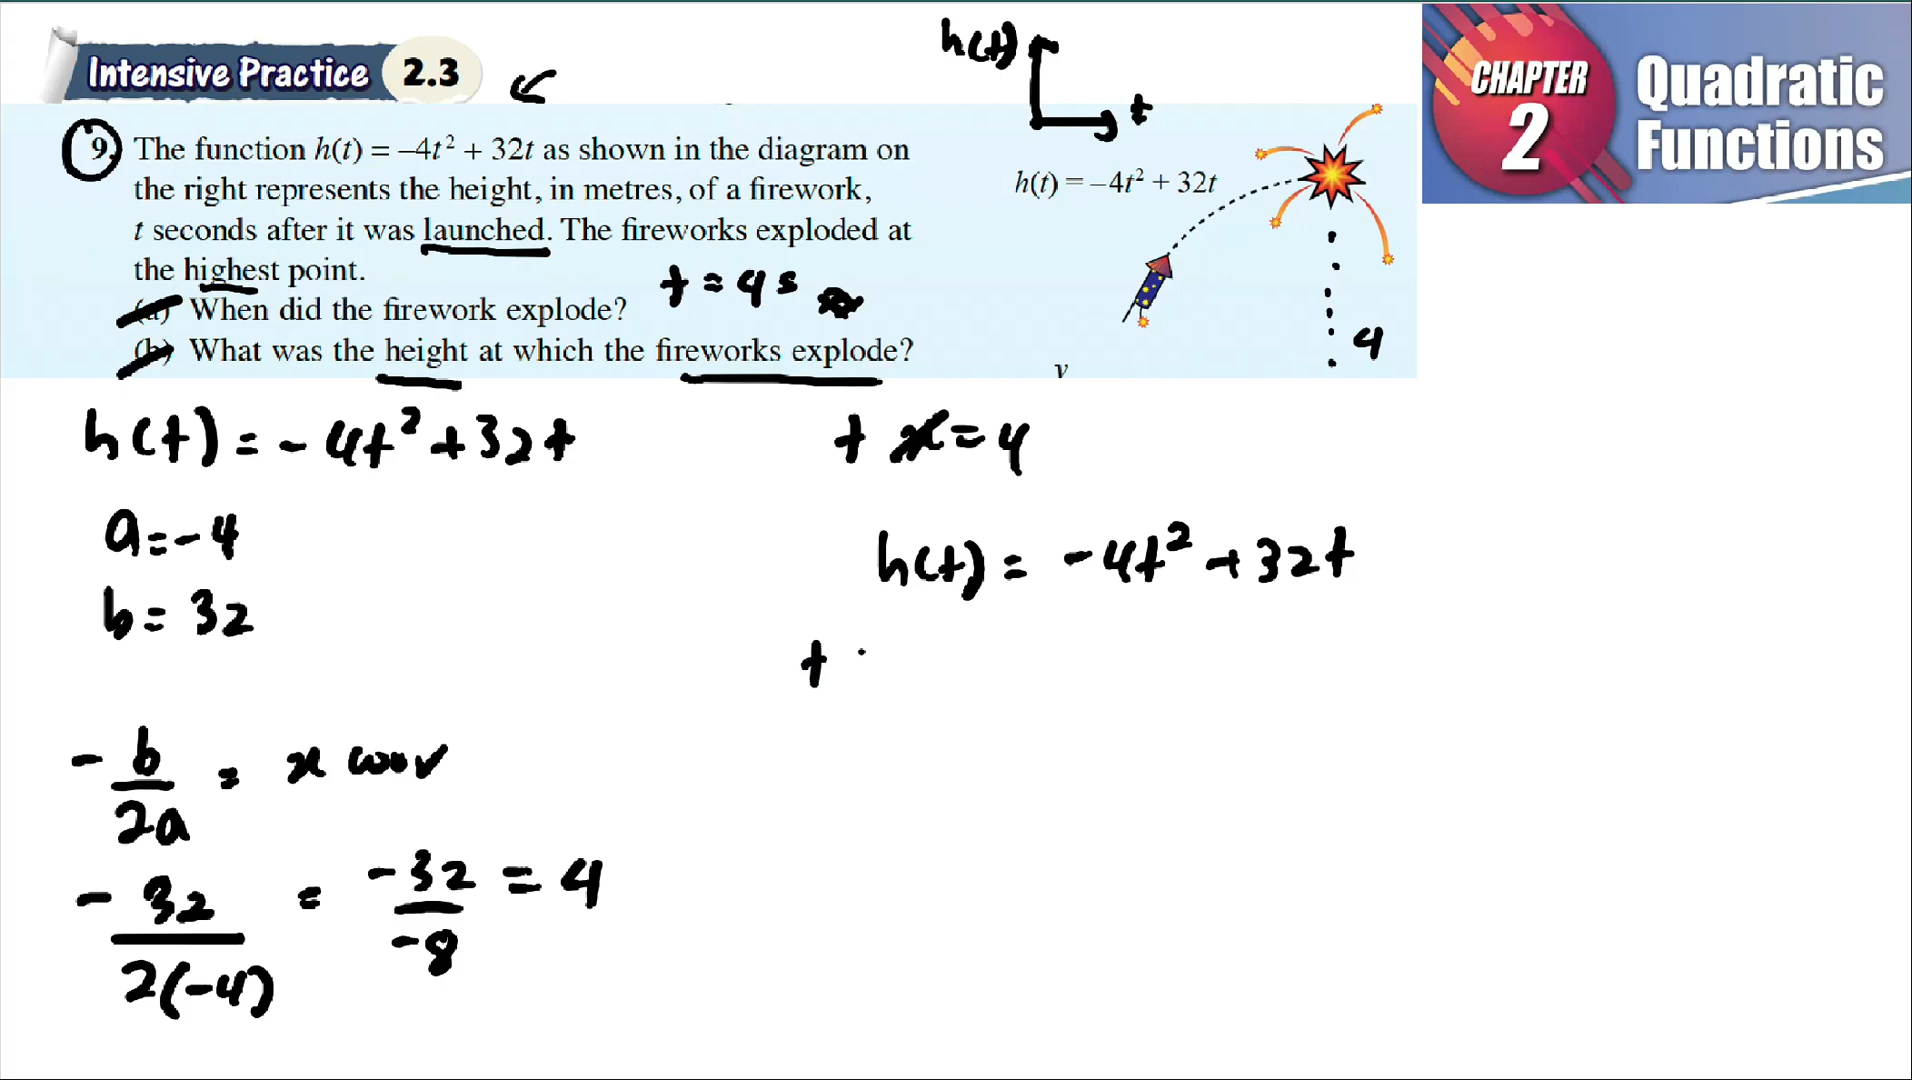 Intensive Practice 2.3
h(t)
t
CHAPTER 2
Quadratic Functions
9. The function h(t) = –4t² + 32t as shown in the diagram on
the right represents the height, in metres, of a firework,
t seconds after it was launched. The fireworks exploded at
the highest point.
(a) When did the firework explode?
t = 4 s
(b) What was the height at which the fireworks explode?
h(t) = –4t² + 32t
4
y
h(t) = - 4t² + 32t
a = - 4
b = 32
- b/2a = x coor
- 32/2(-4) = -32/-8 = 4
t x = 4
h(t) = - 4t² + 32t
t